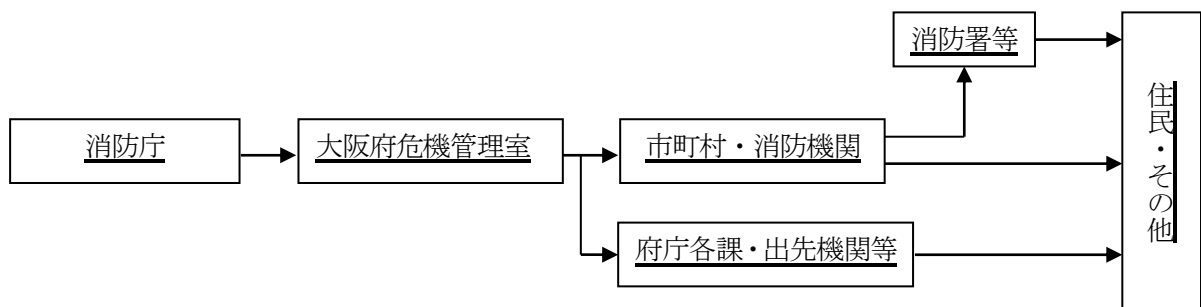 消防署等
消防庁
大阪府危機管理室
市町村・消防機関
府庁各課・出先機関等
住民・その他